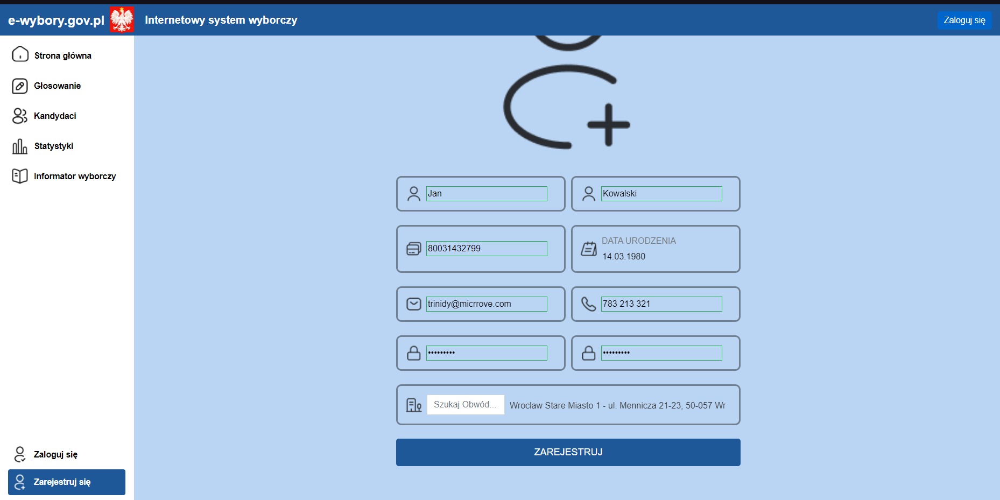 e-wybory.gov.pl
Internetowy system wyborczy
Zaloguj się
Strona główna
Głosowanie
Kandydaci
Statystyki
Informator wyborczy
Jan
Kowalski
80031432799
DATA URODZENIA
14.03.1980
trinidy@micrrove.com
783 213 321
•••••••••
•••••••••
Szukaj Obwód...
Wrocław Stare Miasto 1 - ul. Mennicza 21-23, 50-057 Wr
ZAREJESTRUJ
Zaloguj się
Zarejestruj się